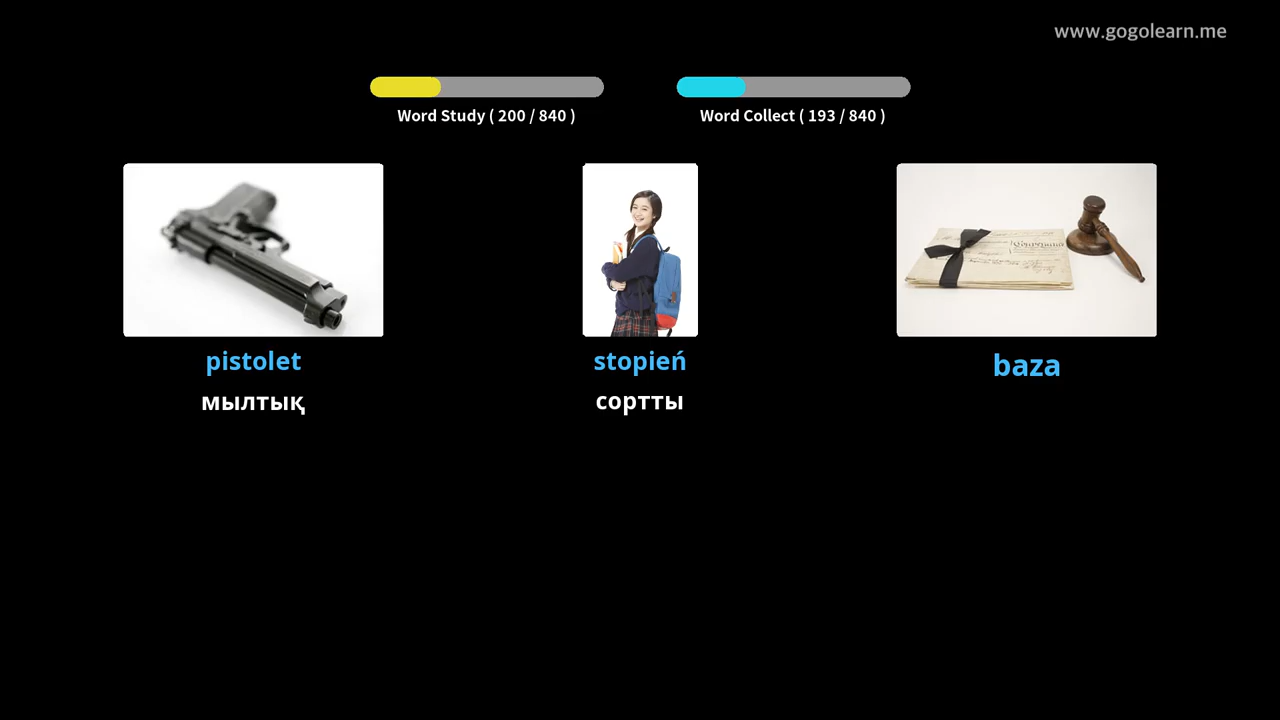 www.gogolearn.me
Word Study ( 200 / 840 )
Word Collect ( 193 / 840 )
pistolet
мылтық
stopień
сортты
baza